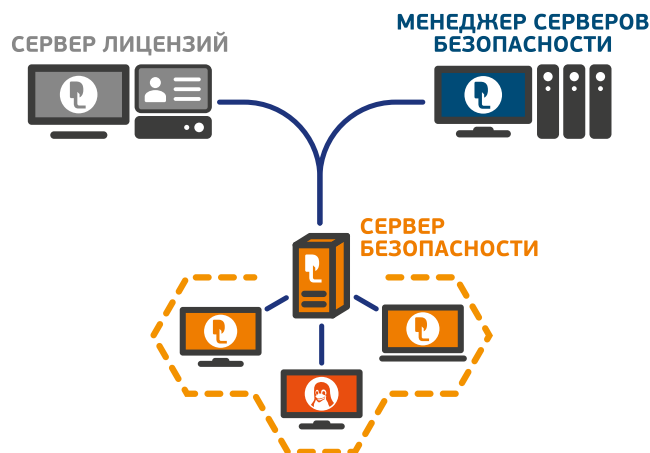 СЕРВЕР ЛИЦЕНЗИЙ
МЕНЕДЖЕР СЕРВЕРОВ
БЕЗОПАСНОСТИ
СЕРВЕР
БЕЗОПАСНОСТИ